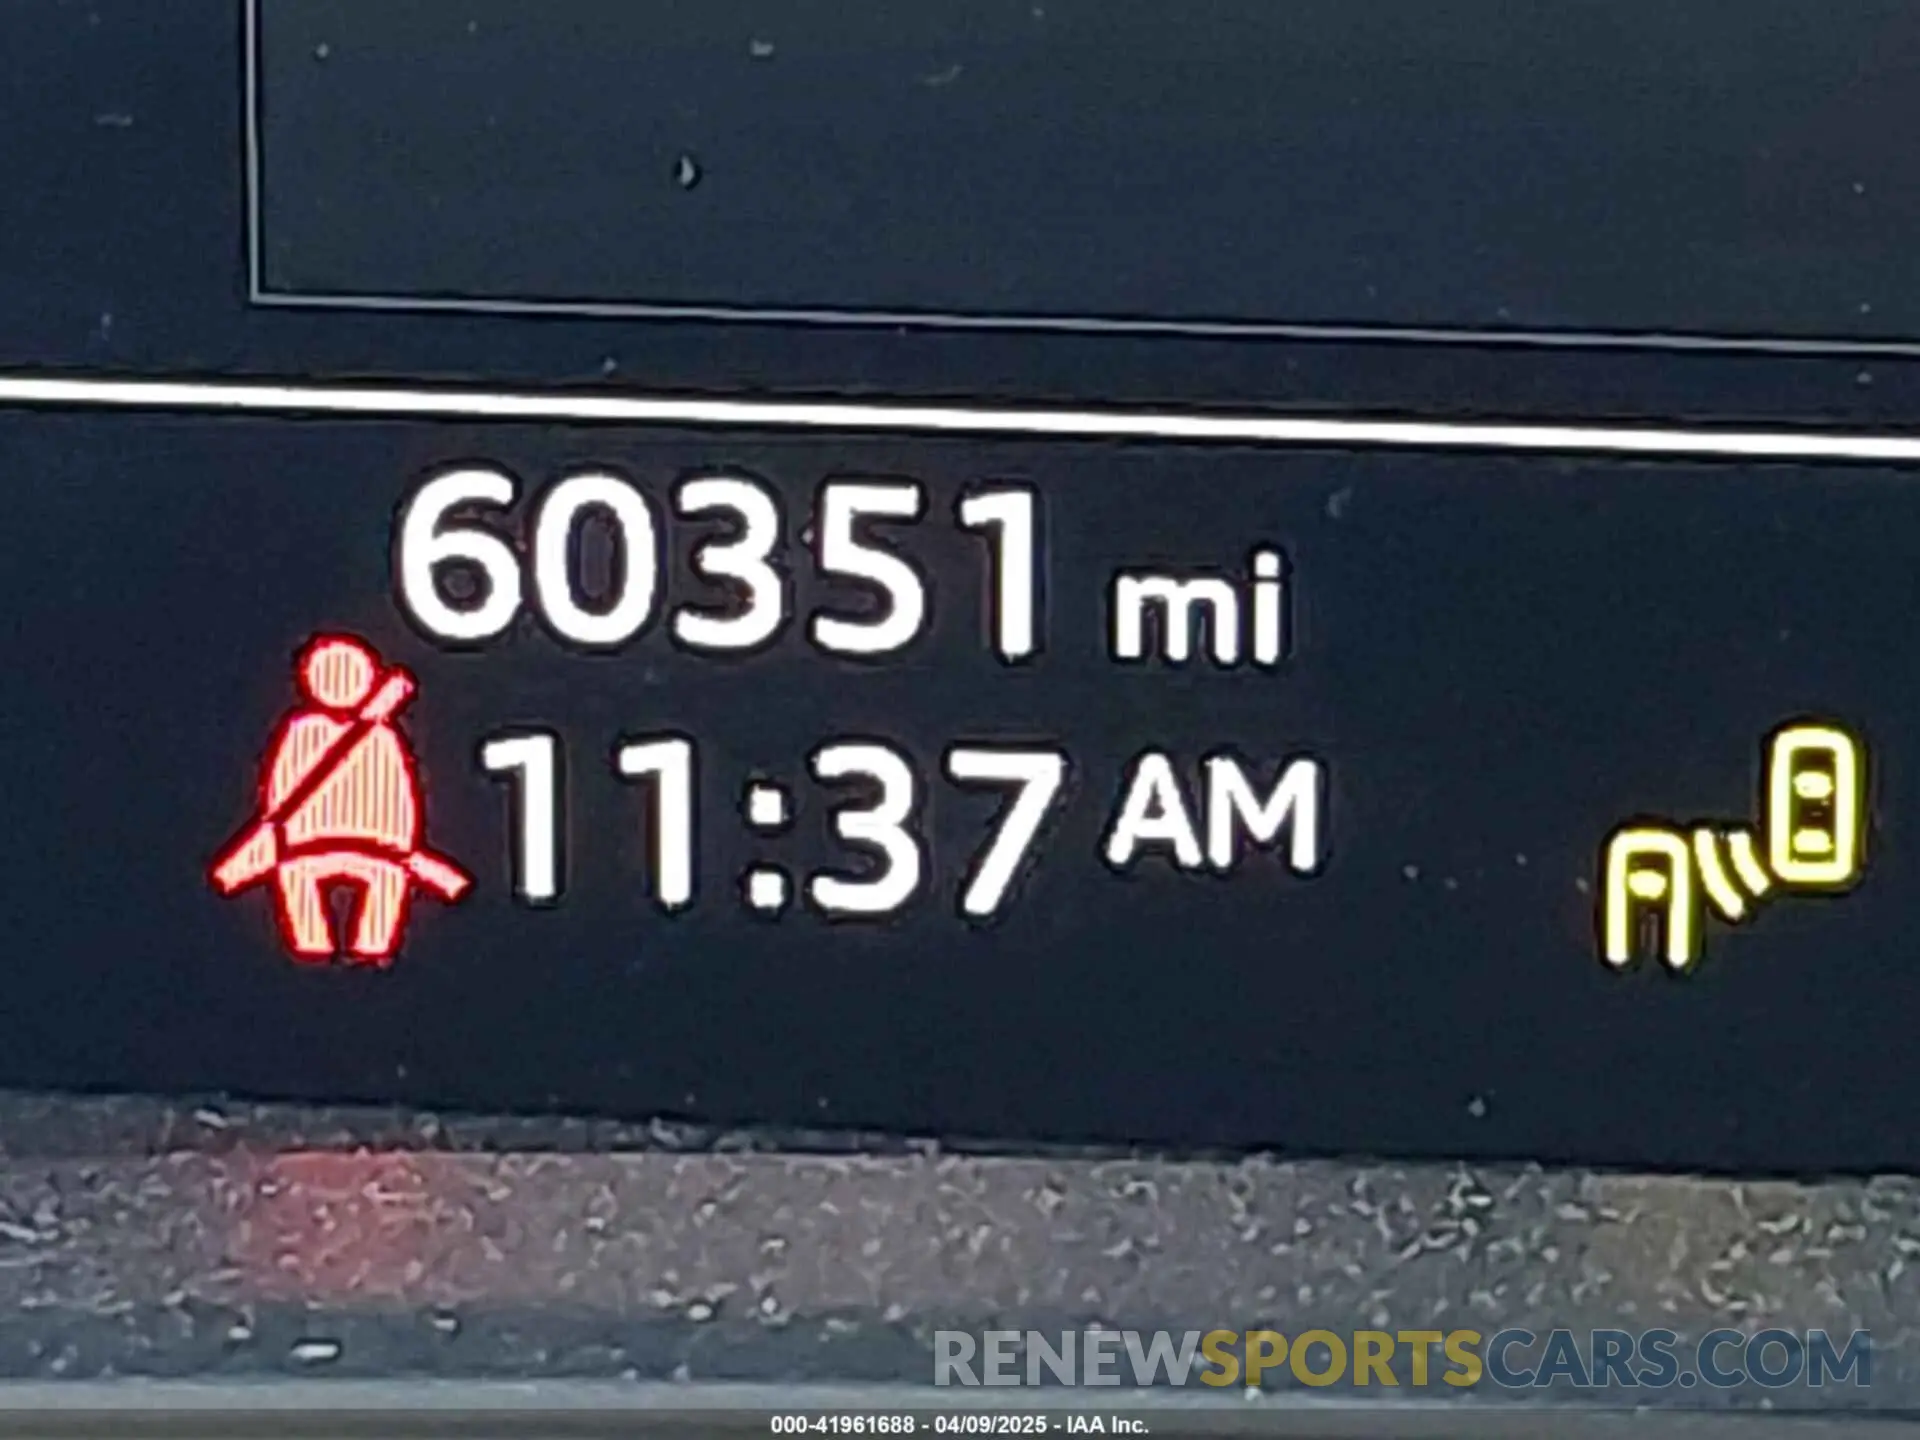 60351 mi
11:37 AM
RENEWSPORTSCARS.COM
000-41961688 - 04/09/2025 - IAA Inc.